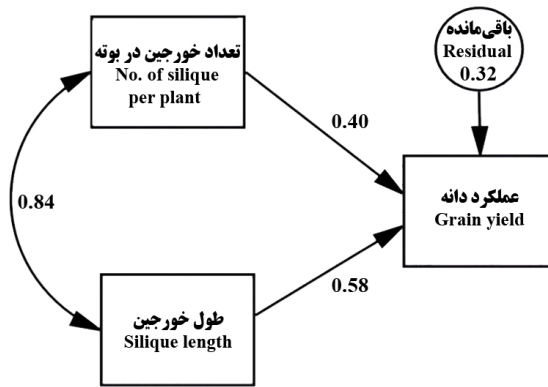 تعداد خورجین در بوته
No. of silique
per plant
باقی‌مانده
Residual
0.32
0.40
عملکرد دانه
Grain yield
0.84
0.58
طول خورجین
Silique length